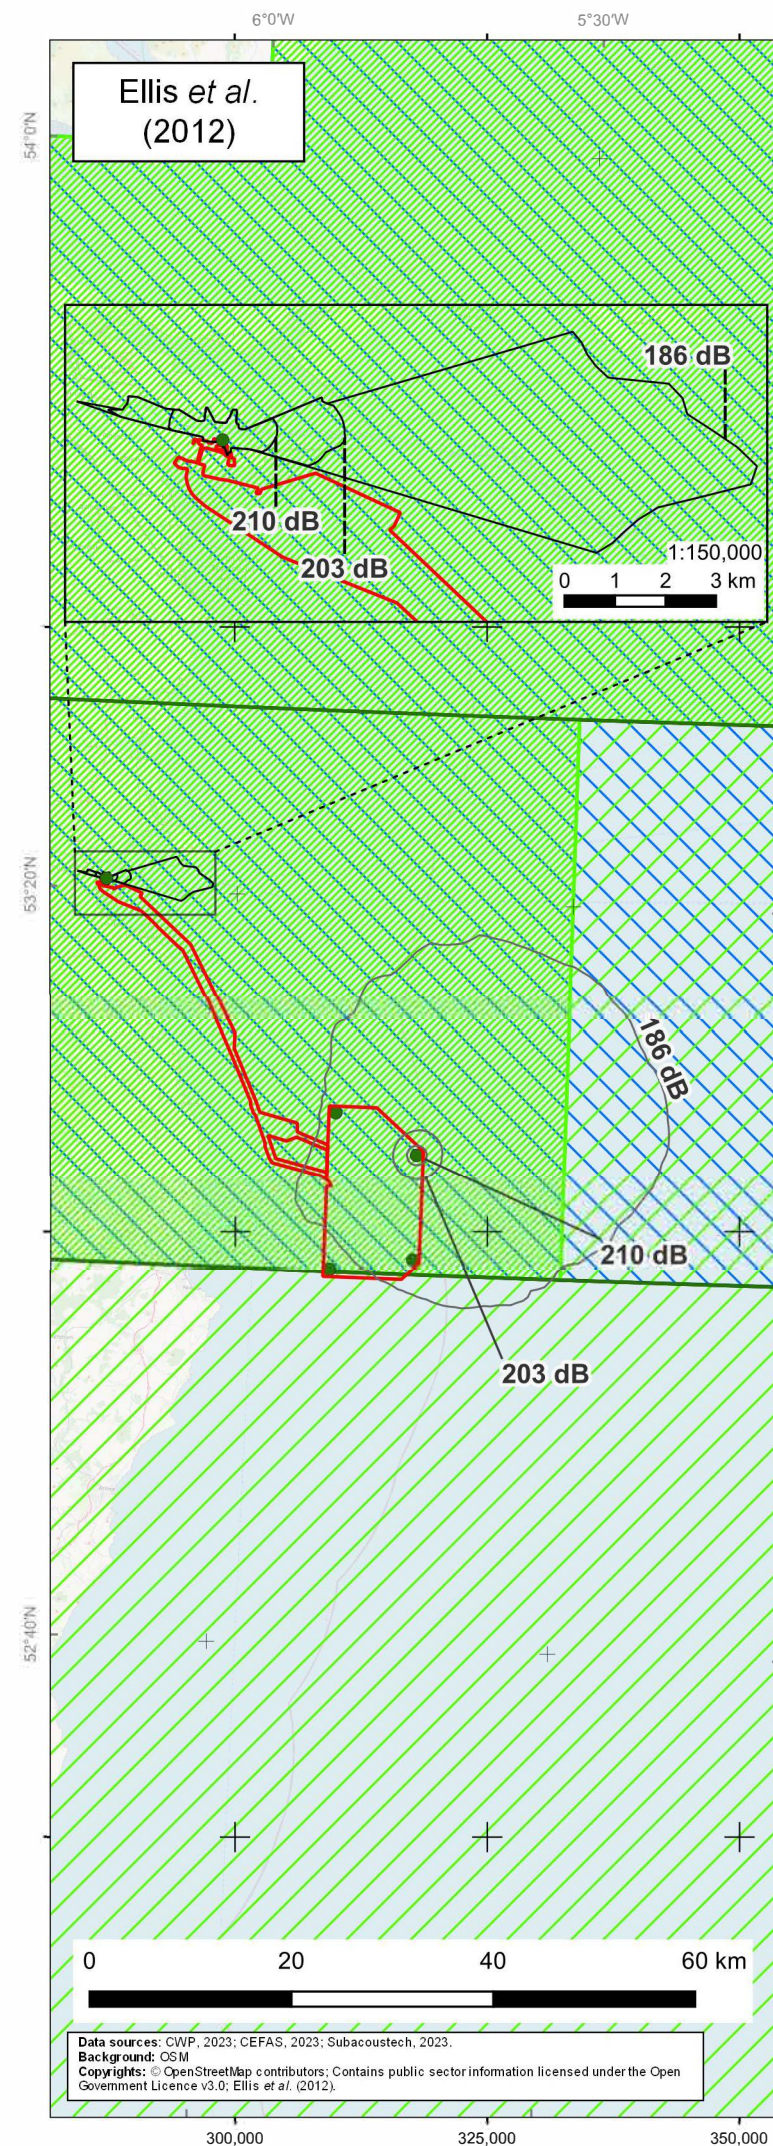 6°0'W 5°30'W
Ellis et al.
(2012)
54°0'N
186 dB
210 dB
203 dB
1:150,000
0 1 2 3 km
53°20'N
186 dB
210 dB
203 dB
52°40'N
0 20 40 60 km
Data sources: CWP, 2023; CEFAS, 2023; Subacoustech, 2023.
Background: OSM
Copyrights: © OpenStreetMap contributors; Contains public sector information licensed under the Open
Government Licence v3.0; Ellis et al. (2012).
300,000 325,000 350,000